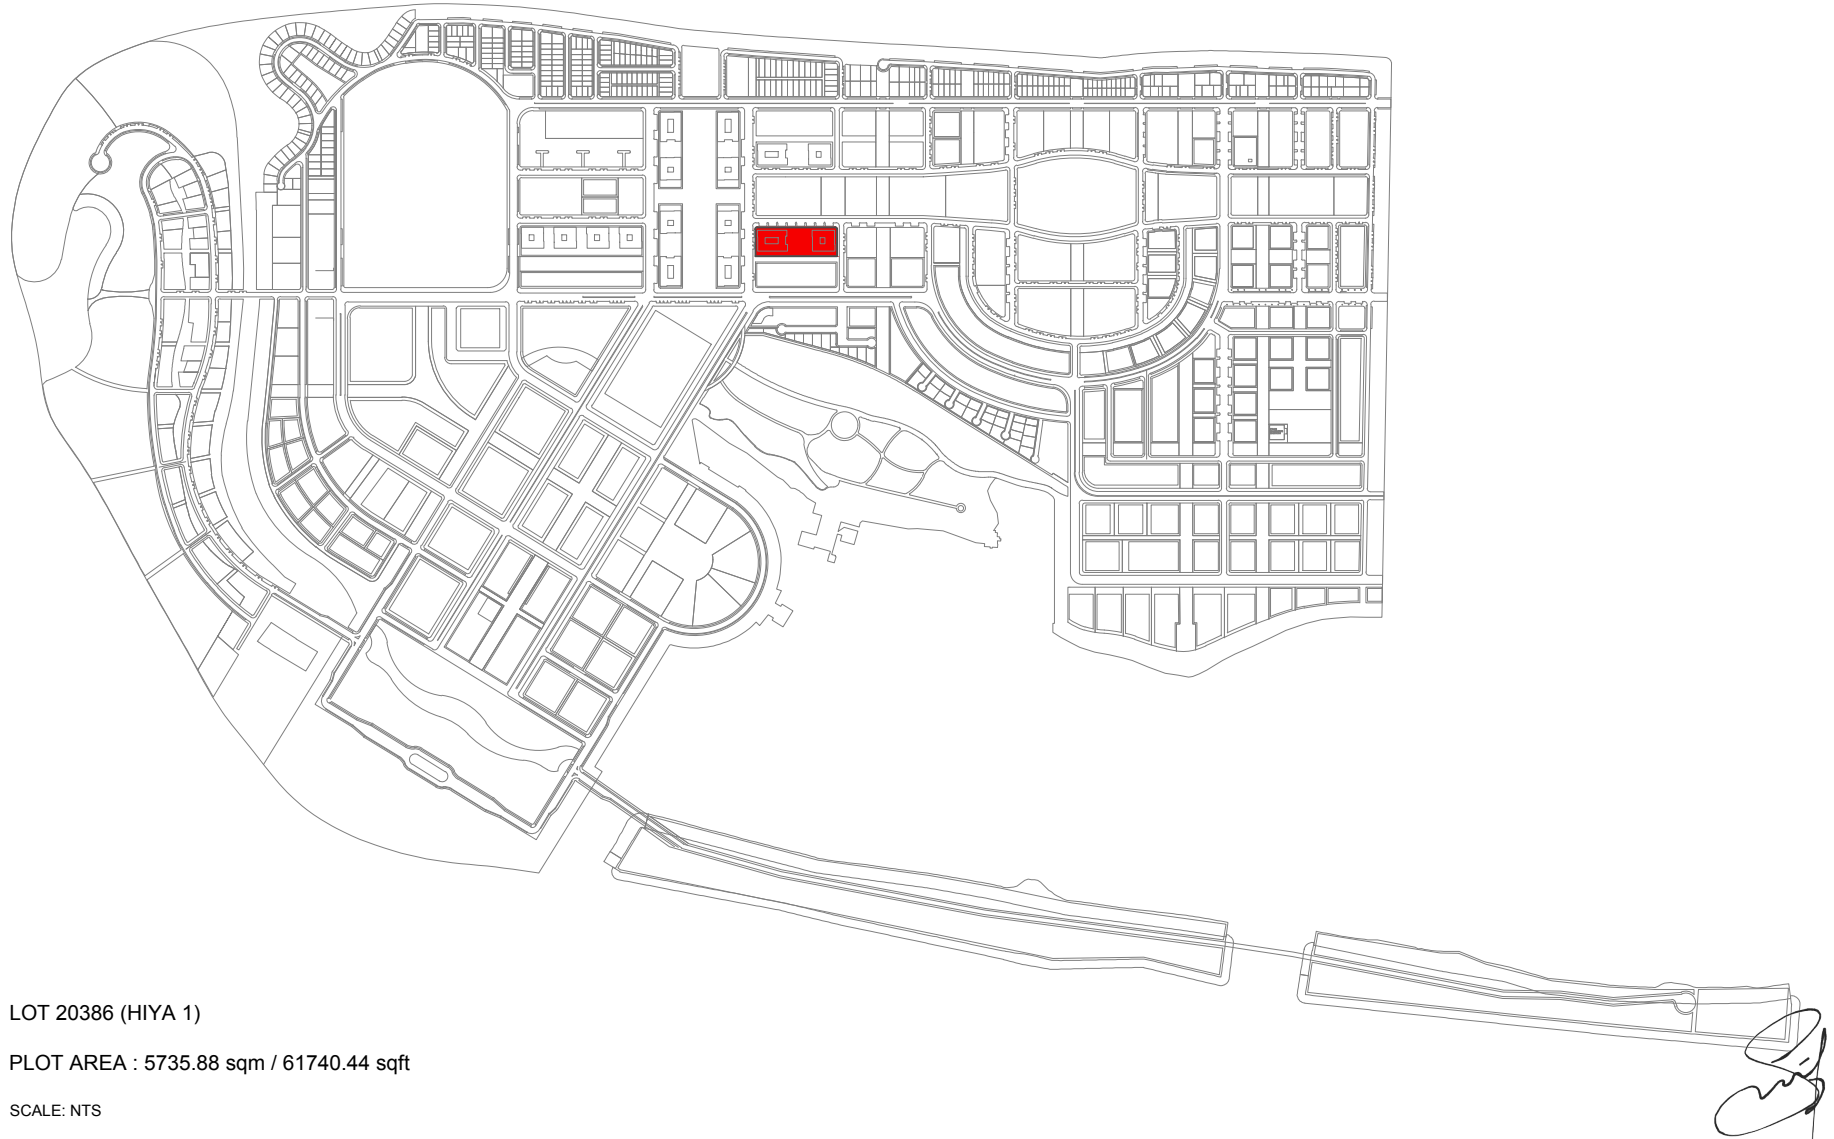 LOT 20386 (HIYA 1)
PLOT AREA : 5735.88 sqm / 61740.44 sqft
SCALE: NTS